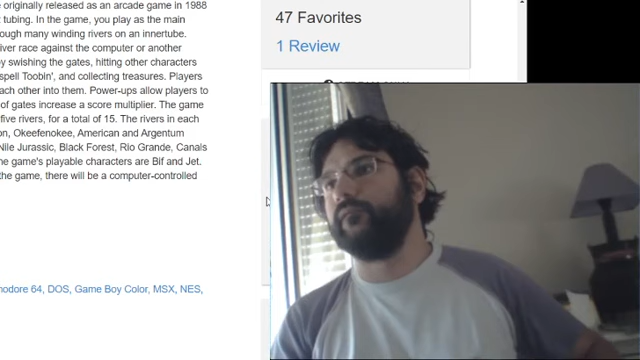 originally released as an arcade game in 1988
tubing. In the game, you play as the main
ough many winding rivers on an innertube.
iver race against the computer or another
y swishing the gates, hitting other characters
spell Toobin', and collecting treasures. Players
ach other into them. Power-ups allow players to
of gates increase a score multiplier. The game
five rivers, for a total of 15. The rivers in each
on, Okeefenokee, American and Argentum
Nile Jurassic, Black Forest, Rio Grande, Canals
he game's playable characters are Bif and Jet.
the game, there will be a computer-controlled
modore 64, DOS, Game Boy Color, MSX, NES,
47 Favorites
1 Review